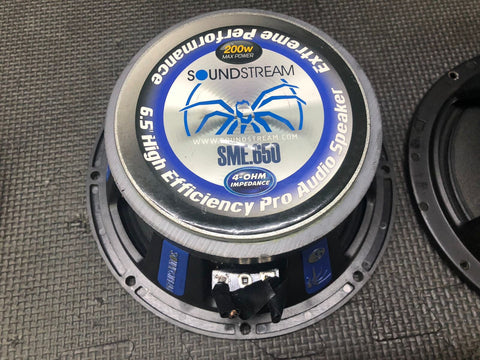 Extreme Performance
200w
MAX POWER
SOUNDSTREAM
WWW.SOUNDSTREAM.COM
SME.650
4-OHM
IMPEDANCE
6.5 High Efficiency Pro Audio Speaker